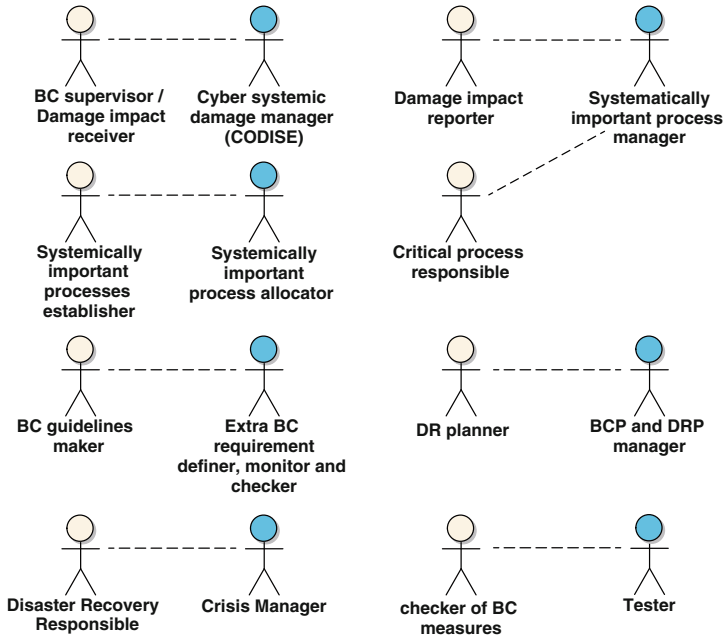 BC supervisor /
Damage impact
receiver
Cyber systemic
damage manager
(CODISE)
Damage impact
reporter
Systematically
important process
manager
Systemically
important
processes
establisher
Systemically
important
process allocator
Critical process
responsible
BC guidelines
maker
Extra BC
requirement
definer, monitor and
checker
DR planner
BCP and DRP
manager
Disaster Recovery
Responsible
Crisis Manager
checker of BC
measures
Tester